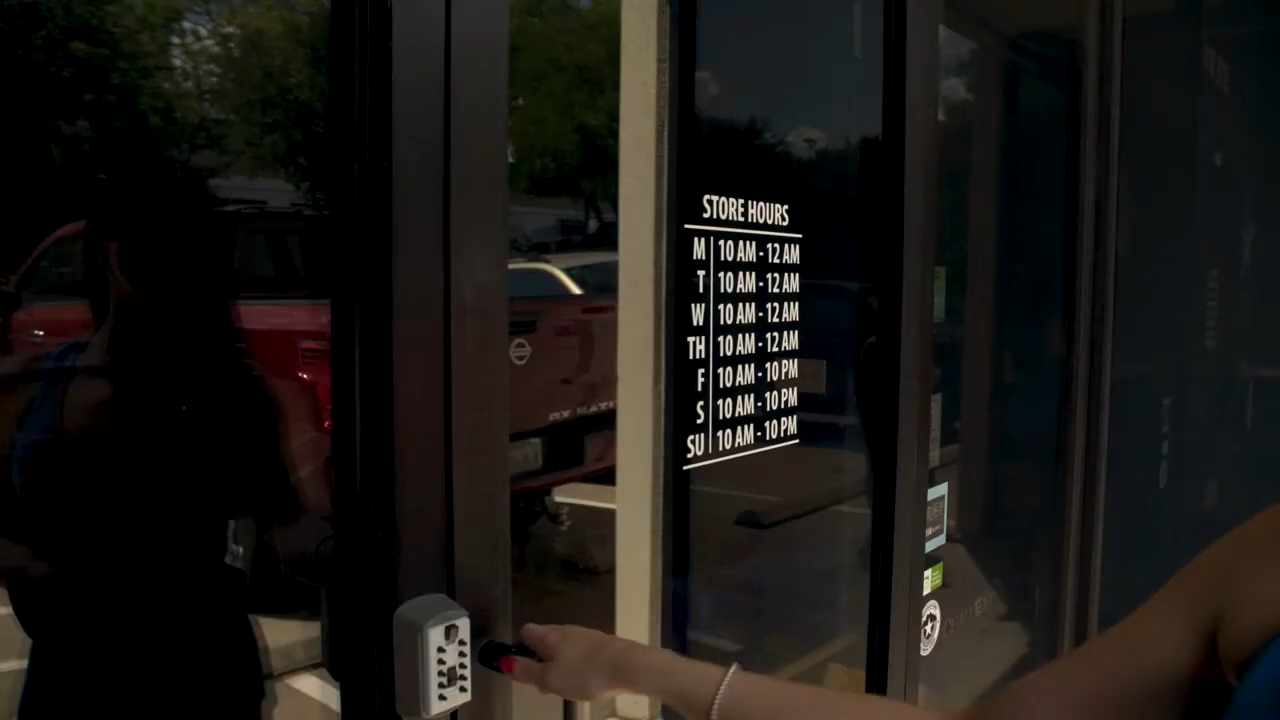 STORE HOURS
M 10 AM - 12 AM
T 10 AM - 12 AM
W 10 AM - 12 AM
TH 10 AM - 12 AM
F 10 AM - 10 PM
S 10 AM - 10 PM
SU 10 AM - 10 PM